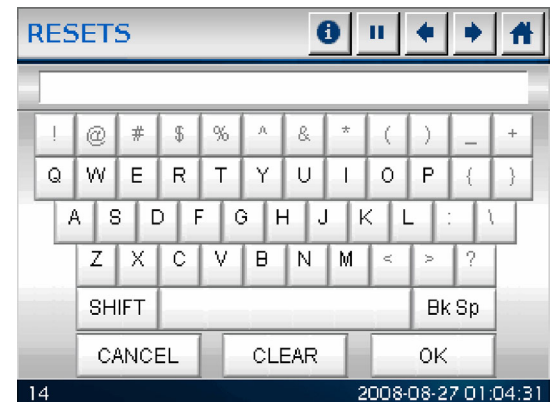 RESETS
! @ # $ % ^ & * ( ) _ +
Q W E R T Y U I O P { }
A S D F G H J K L : \
Z X C V B N M < > ?
SHIFT Bk Sp
CANCEL CLEAR OK
14 2008-08-27 01:04:31